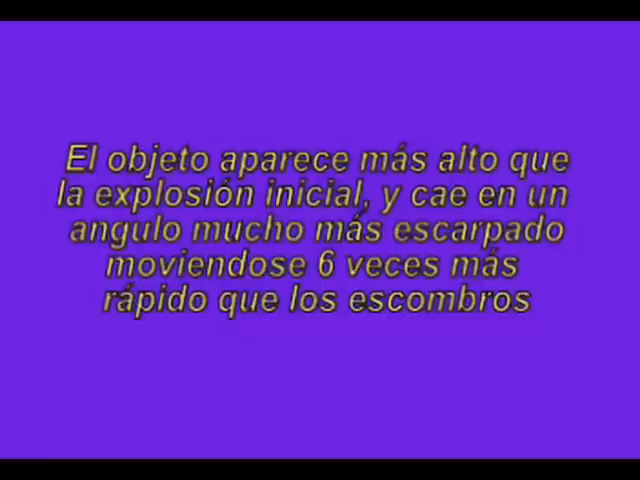 El objeto aparece más alto que
la explosión inicial, y cae en un
angulo mucho más escarpado
moviendose 6 veces más
rápido que los escombros